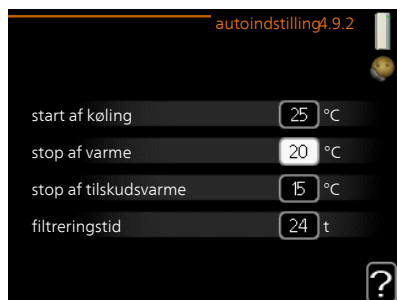 autoindstilling4.9.2
start af køling 25 °C
stop af varme 20 °C
stop af tilskudsvarme 15 °C
filtreringstid 24 t
?